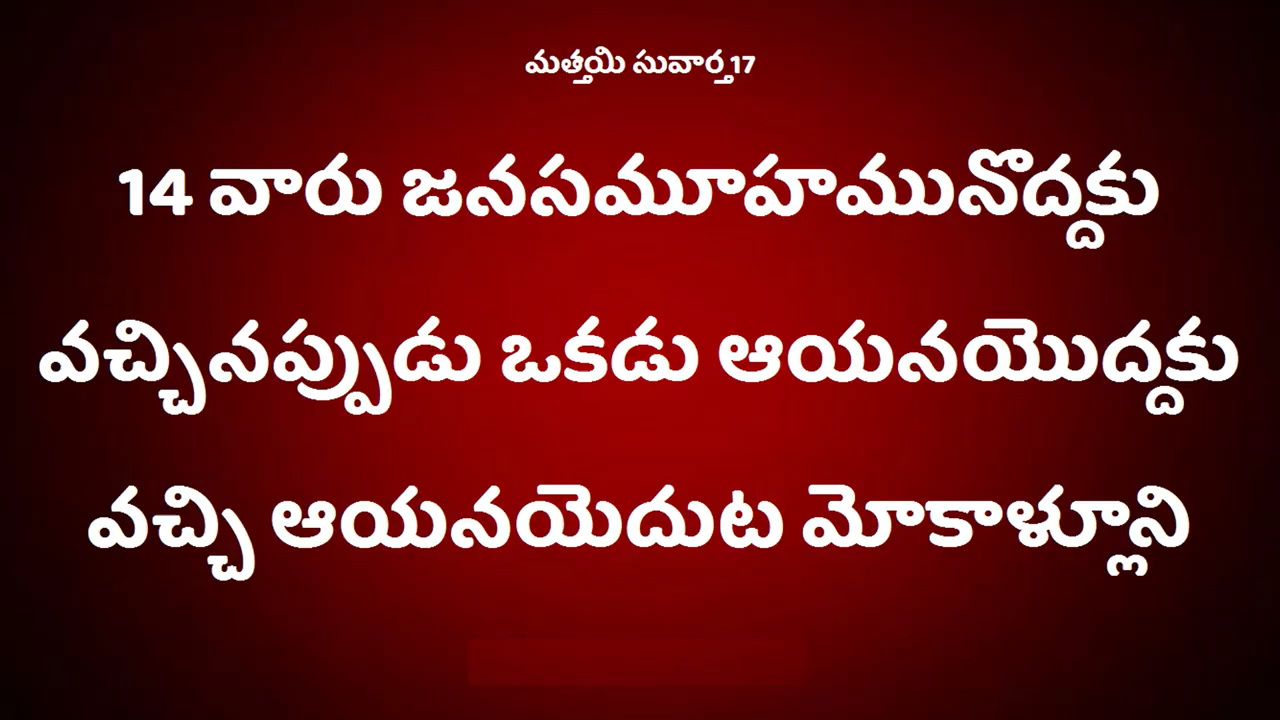 మత్తయి సువార్త 17
14 వారు జనసమూహమునొద్దకు
వచ్చినప్పుడు ఒకడు ఆయనయొద్దకు
వచ్చి ఆయనయెదుట మోకాళ్లూని